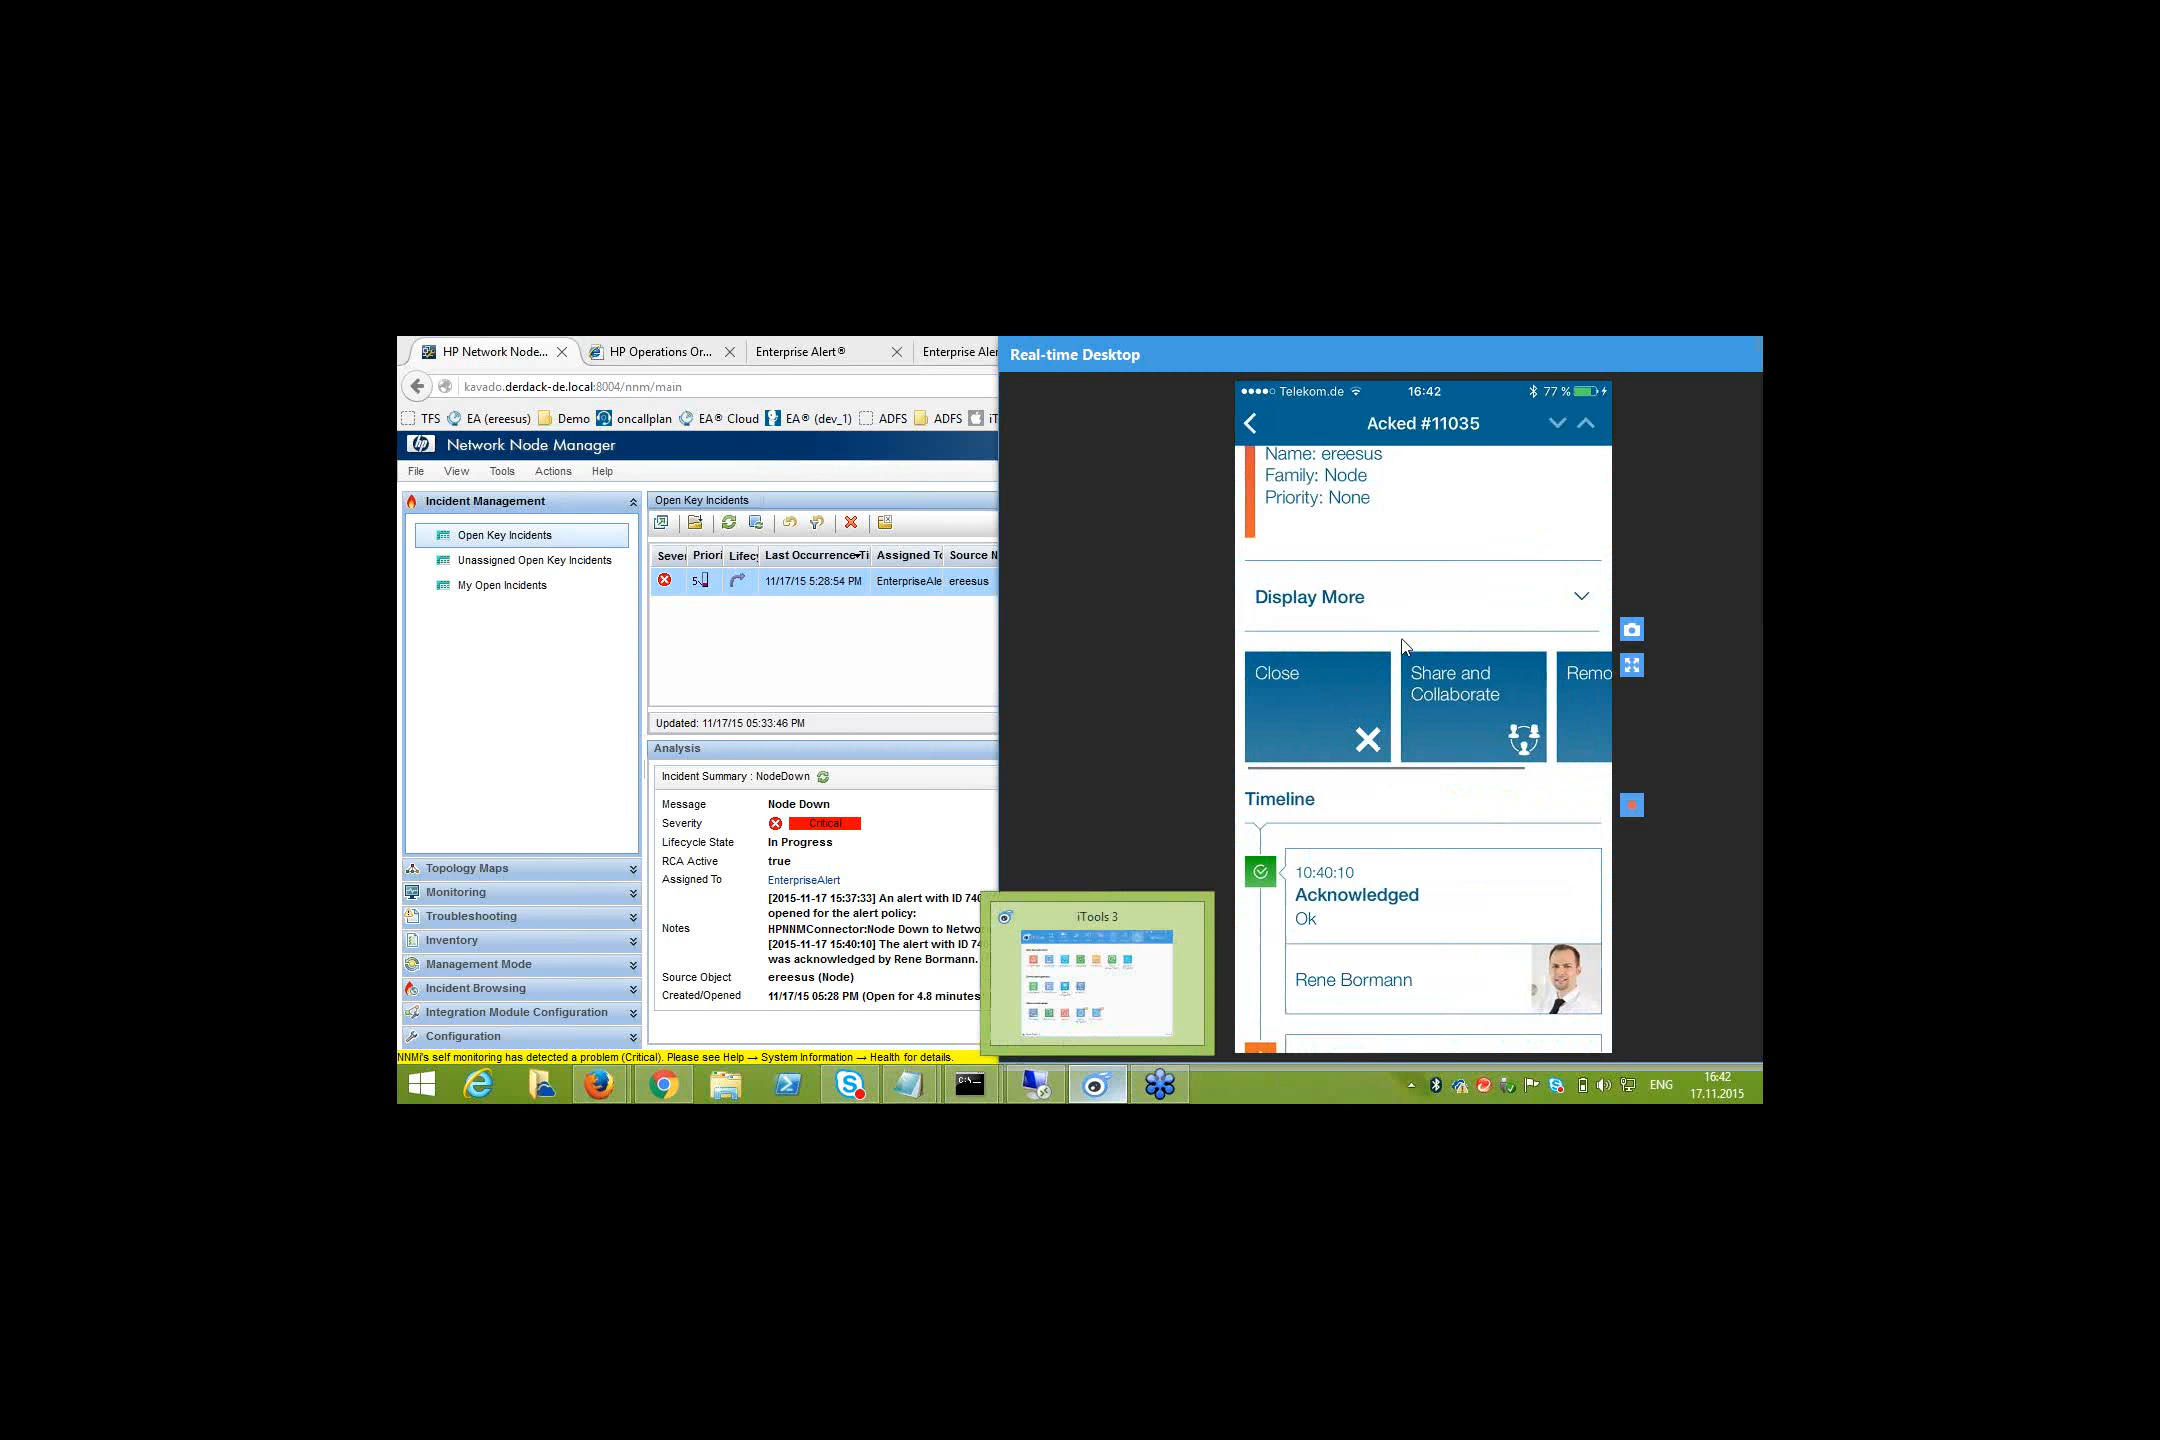 HP Network Node...
HP Operations Or...
Enterprise Alert®
Enterprise Aler
kavado.derdack-de.local:8004/nnm/main
TFS
EA (ereesus)
Demo
oncallplan
EA® Cloud
EA® (dev_1)
ADFS
ADFS
iT
hp
Network Node Manager
File
View
Tools
Actions
Help
Incident Management
Open Key Incidents
Unassigned Open Key Incidents
My Open Incidents
Topology Maps
Monitoring
Troubleshooting
Inventory
Management Mode
Incident Browsing
Integration Module Configuration
Configuration
Open Key Incidents
Sever Priori Lifecy Last Occurrence Ti Assigned To Source N
5 11/17/15 5:28:54 PM EnterpriseAle ereesus
Updated: 11/17/15 05:33:46 PM
Analysis
Incident Summary : NodeDown
Message Node Down
Severity Critical
Lifecycle State In Progress
RCA Active true
Assigned To EnterpriseAlert
Notes
[2015-11-17 15:37:33] An alert with ID 740
opened for the alert policy:
HPNNMConnector:Node Down to Netwo
[2015-11-17 15:40:10] The alert with ID 74
was acknowledged by Rene Bormann.
Source Object ereesus (Node)
Created/Opened 11/17/15 05:28 PM (Open for 4.8 minutes
NNMi's self monitoring has detected a problem (Critical). Please see Help → System Information → Health for details.
Real-time Desktop
Telekom.de
16:42
77 %
Acked #11035
Name: ereesus
Family: Node
Priority: None
Display More
Close
Share and
Collaborate
Remo
Timeline
10:40:10
Acknowledged
Ok
Rene Bormann
iTools 3
C:\
ENG
16:42
17.11.2015